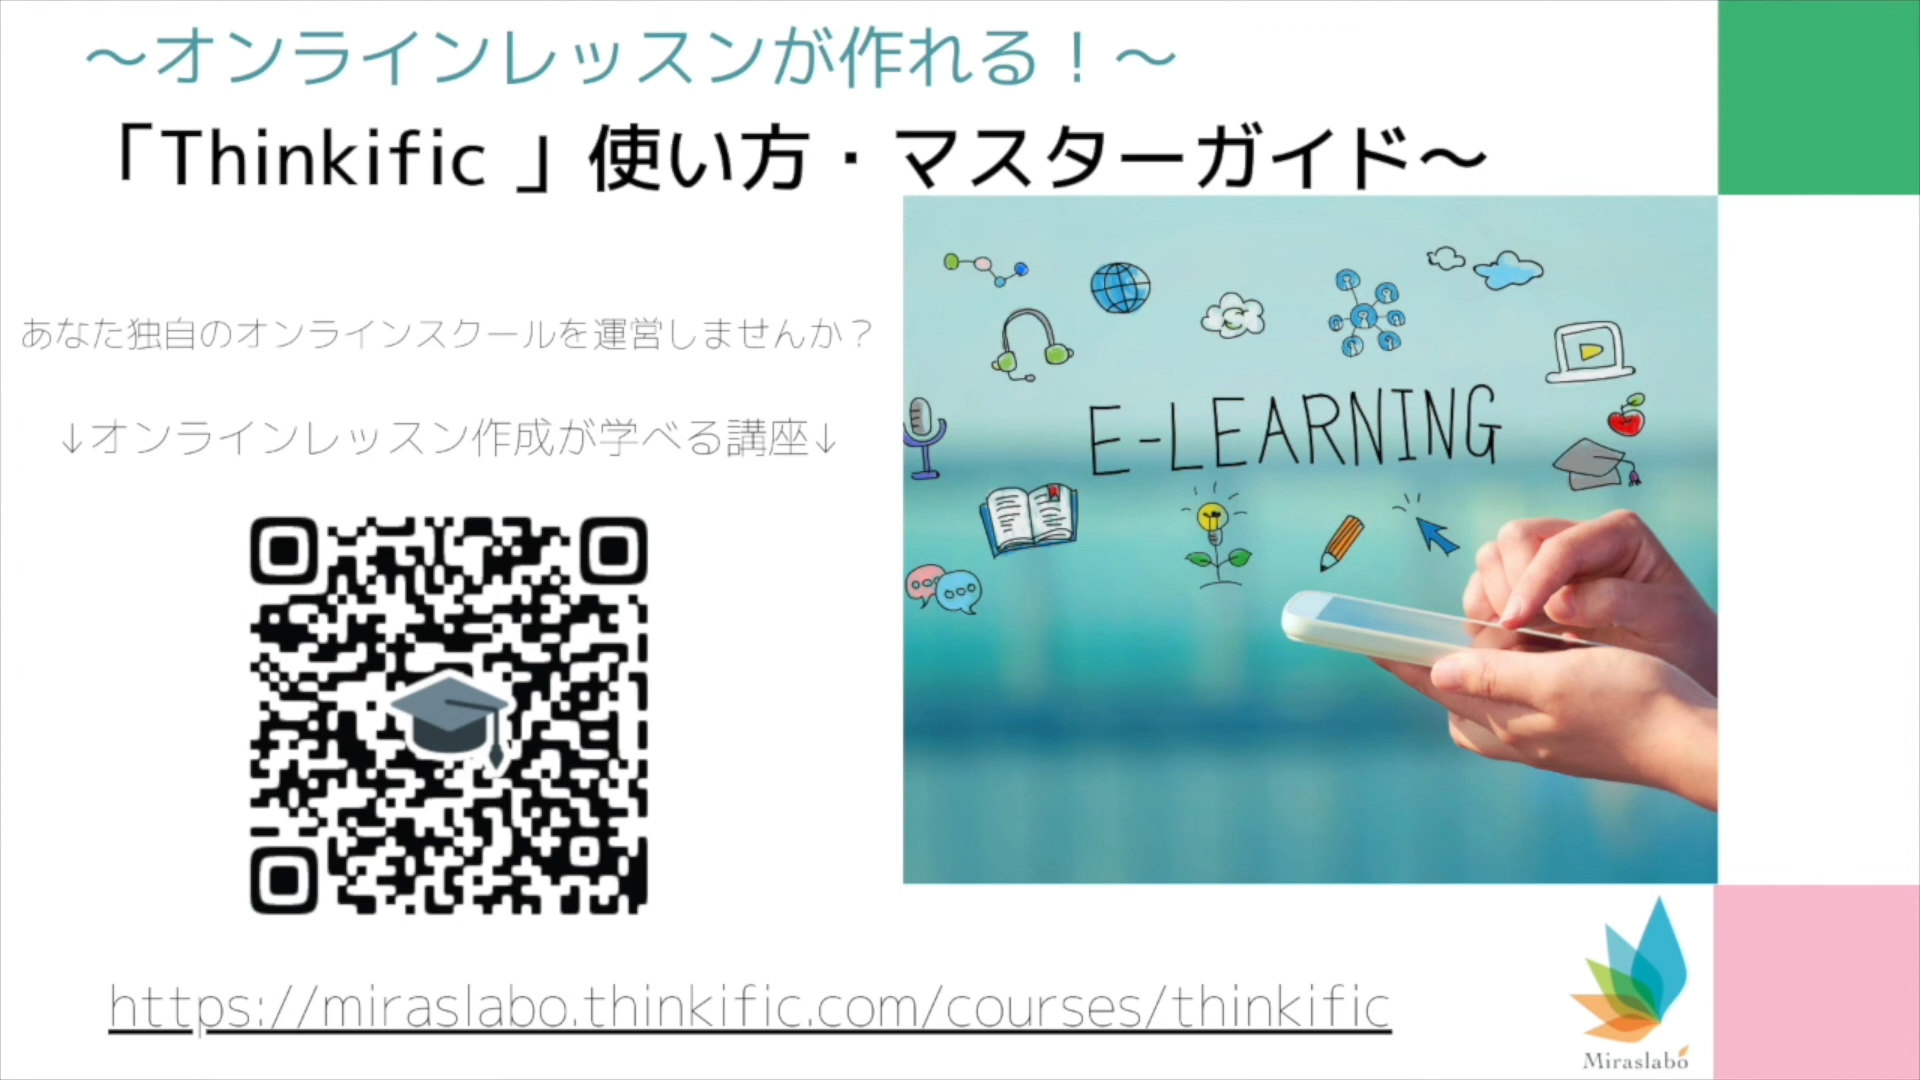 ～オンラインレッスンが作れる！～
「Thinkific 」使い方・マスターガイド～
あなた独自のオンラインスクールを運営しませんか？
↓オンラインレッスン作成が学べる講座↓
E-LEARNING
https://miraslabo.thinkific.com/courses/thinkific
Miraslabo